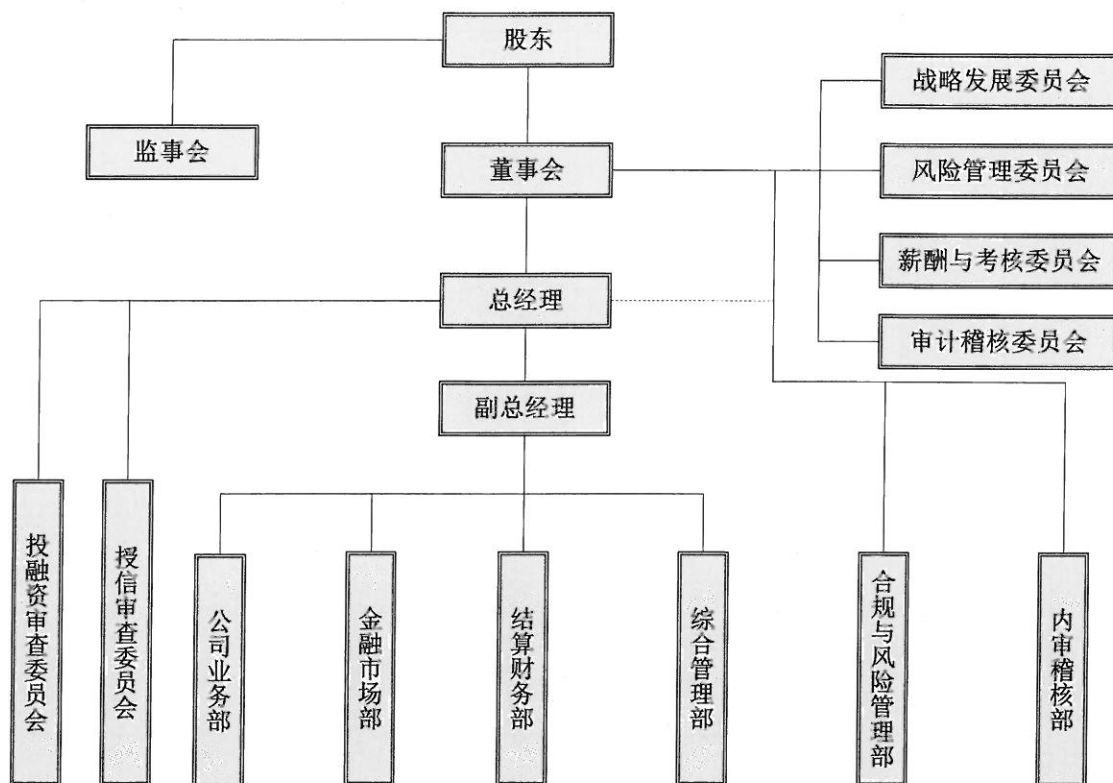 股东
战略发展委员会
监事会
董事会
风险管理委员会
薪酬与考核委员会
总经理
审计稽核委员会
副总经理
投融资审查委员会
授信审查委员会
公司业务部
金融市场部
结算财务部
综合管理部
合规与风险管理部
内审稽核部